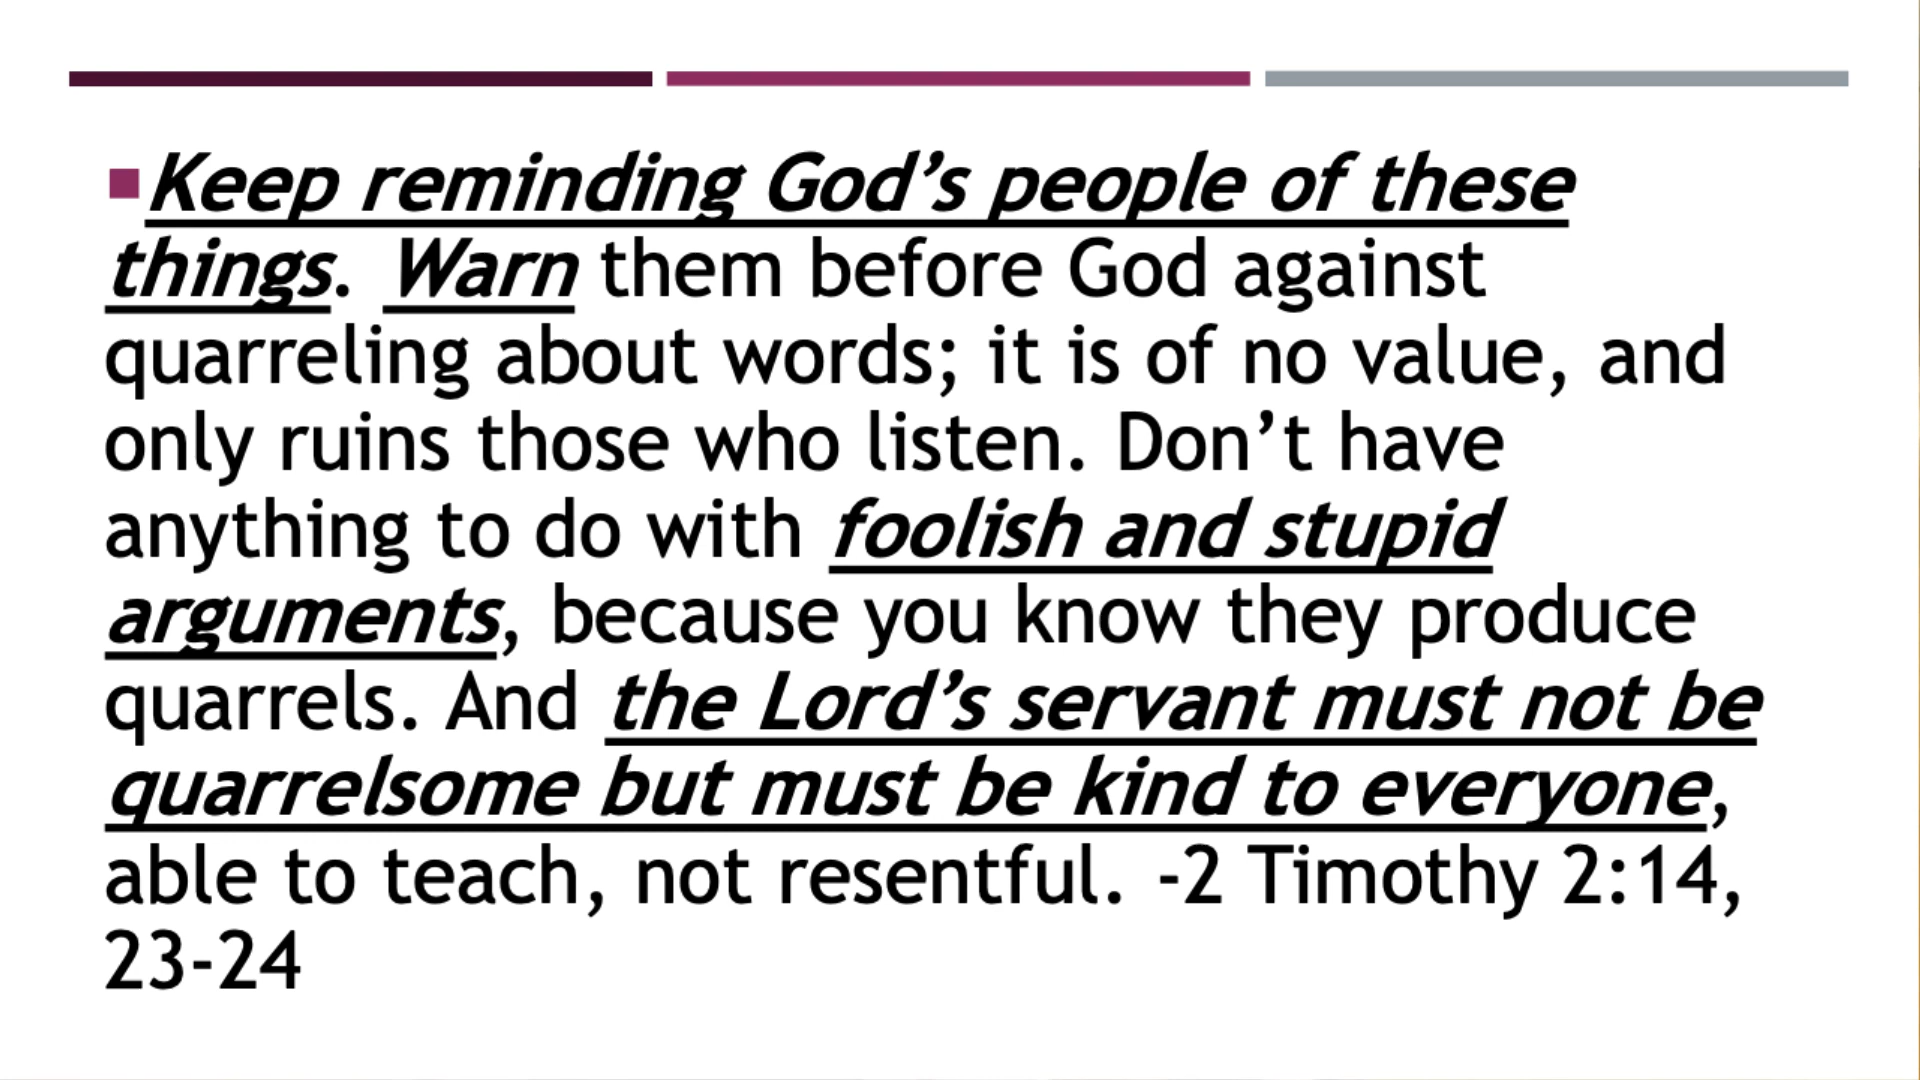 Keep reminding God’s people of these
things. Warn them before God against
quarreling about words; it is of no value, and
only ruins those who listen. Don’t have
anything to do with foolish and stupid
arguments, because you know they produce
quarrels. And the Lord’s servant must not be
quarrelsome but must be kind to everyone,
able to teach, not resentful. -2 Timothy 2:14,
23-24